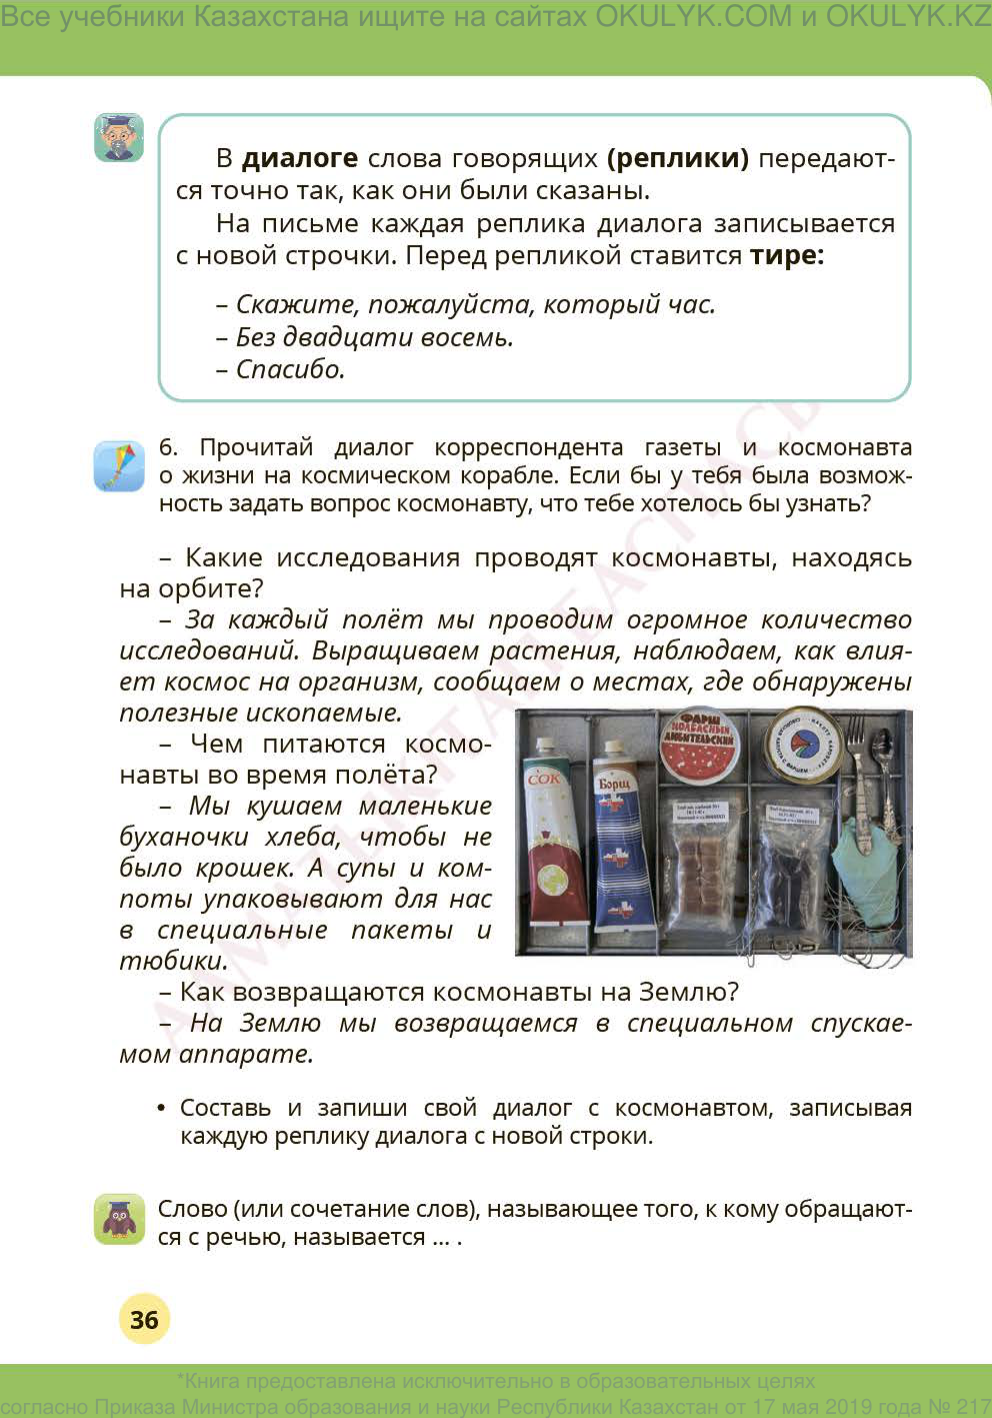 Все учебники Казахстана ищите на сайтах OKULYK.COM и OKULYK.KZ
В диалоге слова говорящих (реплики) передают-
ся точно так, как они были сказаны.
На письме каждая реплика диалога записывается
с новой строчки. Перед репликой ставится тире:
– Скажите, пожалуйста, который час.
– Без двадцати восемь.
– Спасибо.
6. Прочитай диалог корреспондента газеты и космонавта
о жизни на космическом корабле. Если бы у тебя была возмож-
ность задать вопрос космонавту, что тебе хотелось бы узнать?
– Какие исследования проводят космонавты, находясь
на орбите?
– За каждый полёт мы проводим огромное количество
исследований. Выращиваем растения, наблюдаем, как влия-
ет космос на организм, сообщаем о местах, где обнаружены
полезные ископаемые.
– Чем питаются космо-
навты во время полёта?
– Мы кушаем маленькие
буханочки хлеба, чтобы не
было крошек. А супы и ком-
поты упаковывают для нас
в специальные пакеты и
тюбики.
СОК
Борщ
ФАРШ
КОЛБАСНЫЙ
ЛЮБИТЕЛЬСКИЙ
– Как возвращаются космонавты на Землю?
– На Землю мы возвращаемся в специальном спускае-
мом аппарате.
• Составь и запиши свой диалог с космонавтом, записывая
каждую реплику диалога с новой строки.
Слово (или сочетание слов), называющее того, к кому обращают-
ся с речью, называется ... .
36
АЛМАТЫКІТАП БАСПАСЫ
*Книга предоставлена исключительно в образовательных целях
согласно Приказа Министра образования и науки Республики Казахстан от 17 мая 2019 года № 217